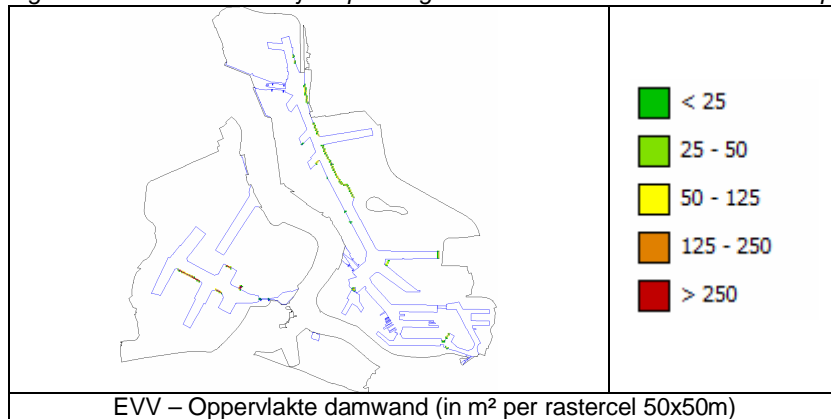 < 25
25 - 50
50 - 125
125 - 250
> 250
EVV – Oppervlakte damwand (in m² per rastercel 50x50m)